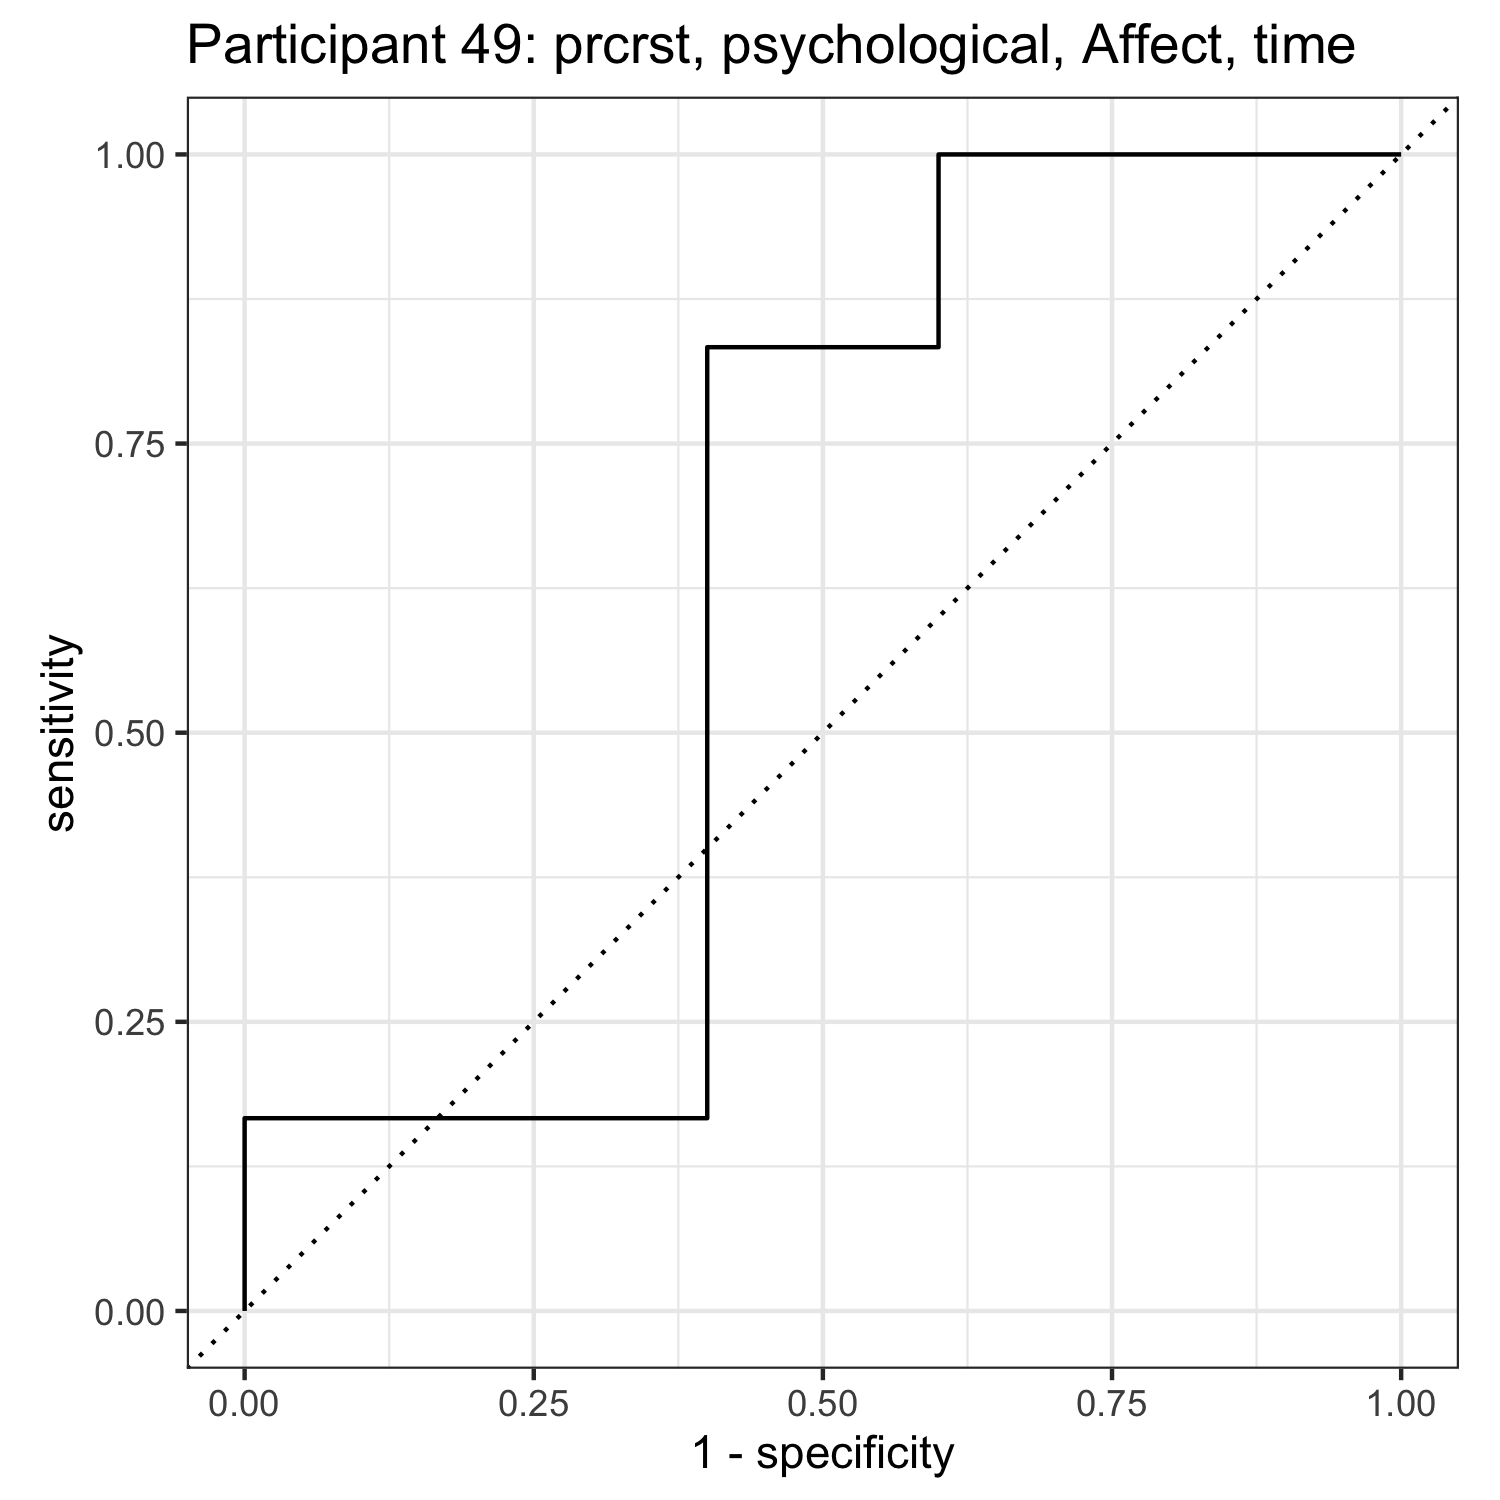 Participant 49: prcrst, psychological, Affect, time
1.00
0.75
0.50
0.25
0.00
sensitivity
0.00 0.25 0.50 0.75 1.00
1 - specificity